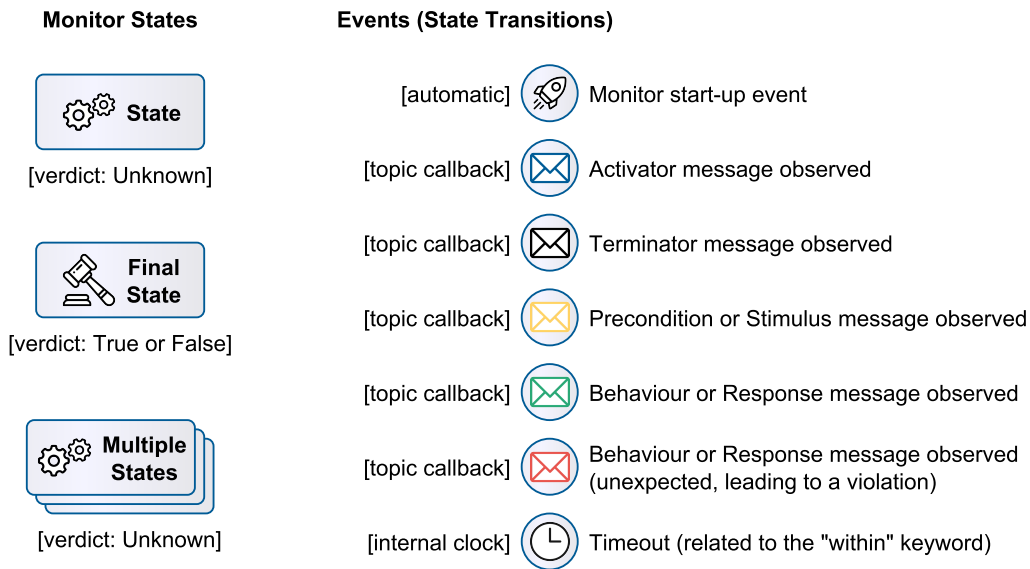 Monitor States
Events (State Transitions)
State
[verdict: Unknown]
Final
State
[verdict: True or False]
Multiple
States
[verdict: Unknown]
[automatic] Monitor start-up event
[topic callback] Activator message observed
[topic callback] Terminator message observed
[topic callback] Precondition or Stimulus message observed
[topic callback] Behaviour or Response message observed
[topic callback] Behaviour or Response message observed
(unexpected, leading to a violation)
[internal clock] Timeout (related to the "within" keyword)